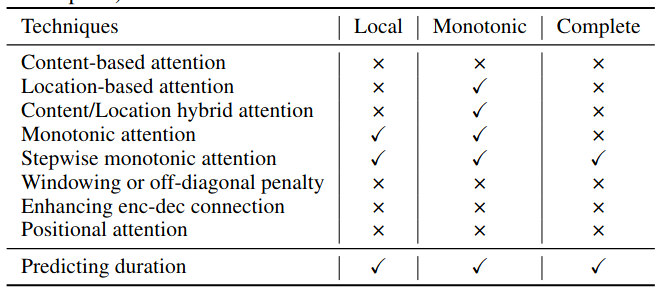 Techniques | Local | Monotonic | Complete
Content-based attention | × | × | ×
Location-based attention | × | ✓ | ×
Content/Location hybrid attention | × | ✓ | ×
Monotonic attention | ✓ | ✓ | ×
Stepwise monotonic attention | ✓ | ✓ | ✓
Windowing or off-diagonal penalty | × | × | ×
Enhancing enc-dec connection | × | × | ×
Positional attention | × | × | ×
Predicting duration | ✓ | ✓ | ✓